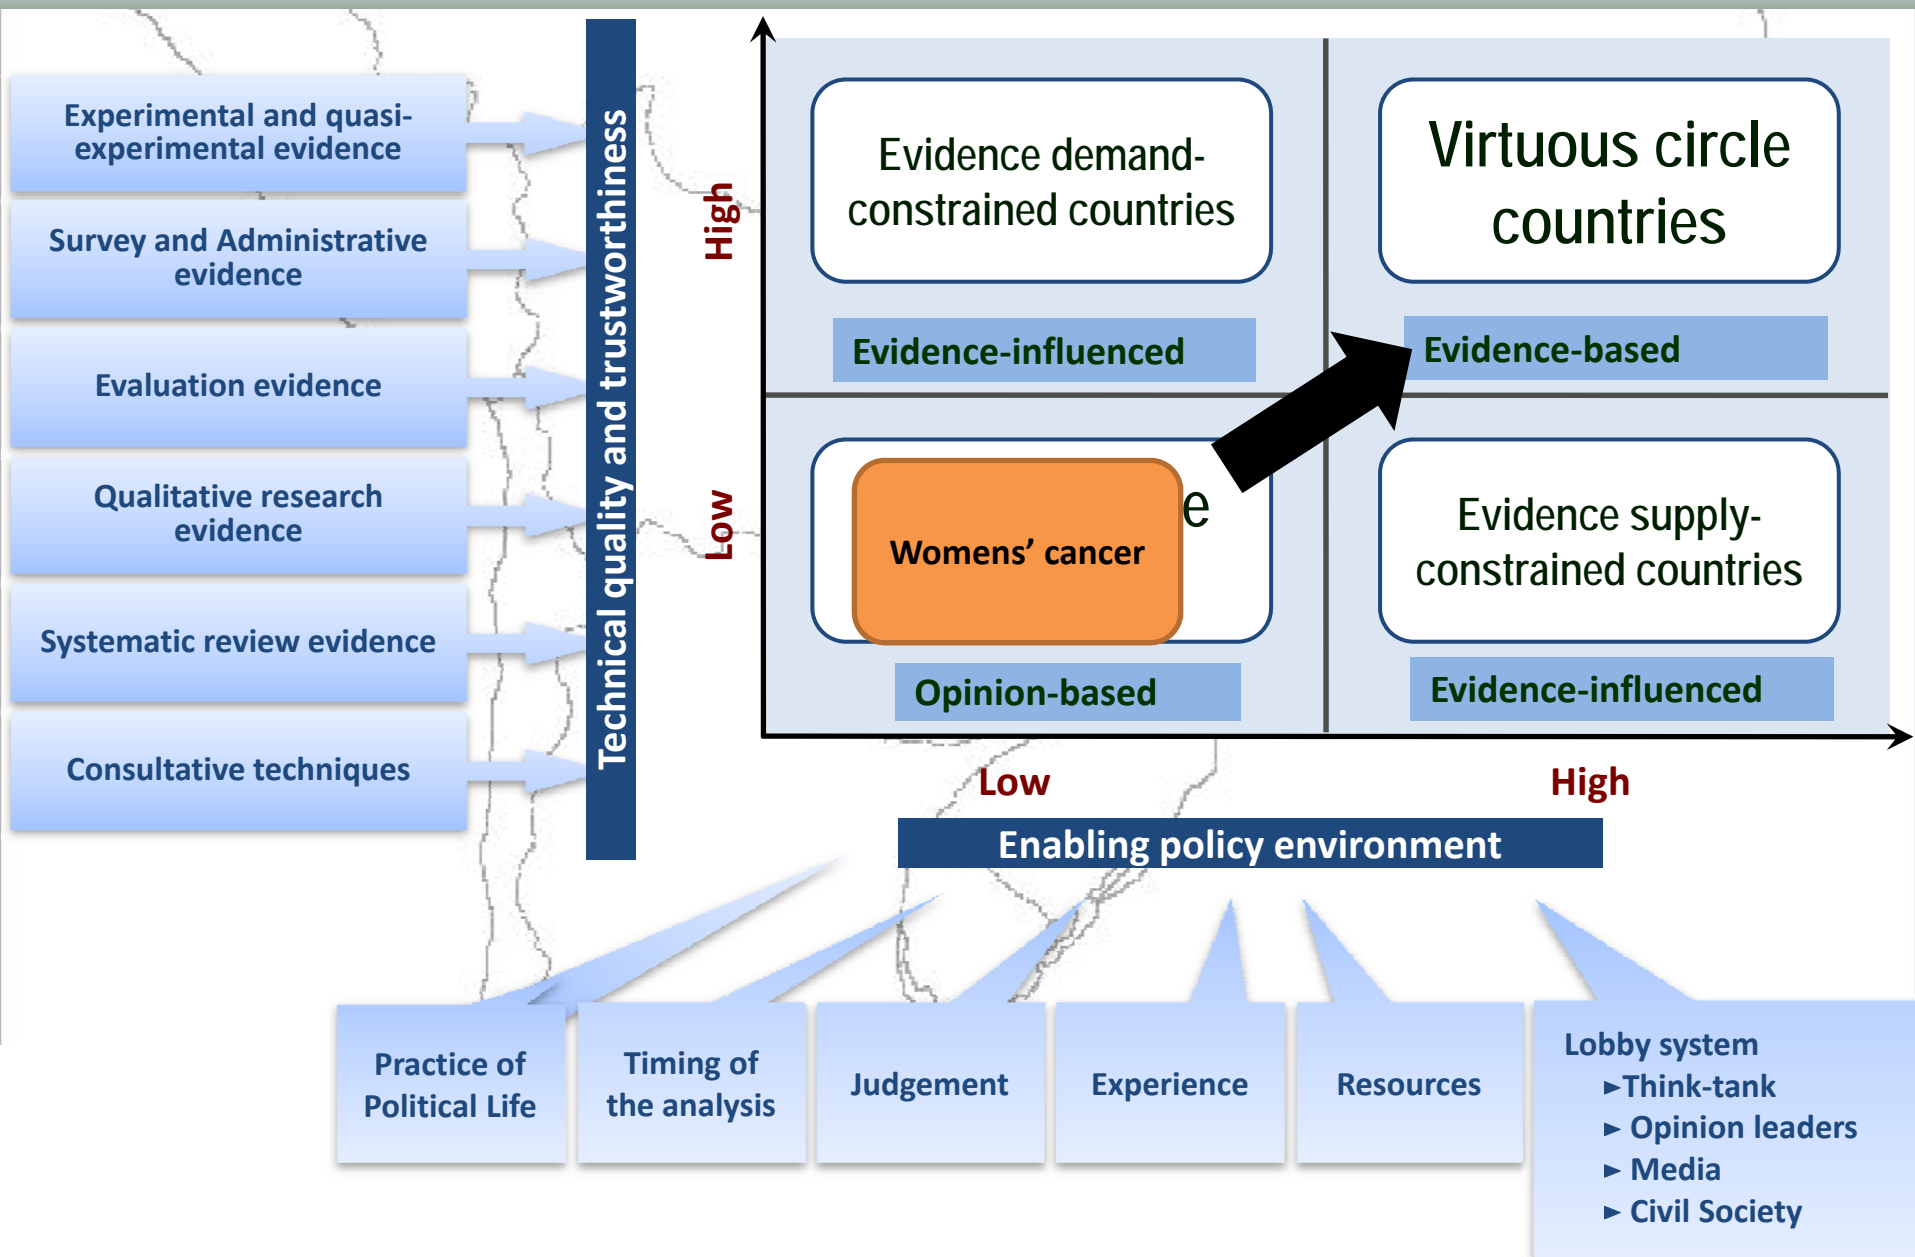 Experimental and quasi-
experimental evidence
Survey and Administrative
evidence
Evaluation evidence
Qualitative research
evidence
Systematic review evidence
Consultative techniques
Technical quality and trustworthiness
High
Low
Evidence demand-
constrained countries
Evidence-influenced
Virtuous circle
countries
Evidence-based
Womens’ cancer
Opinion-based
Evidence supply-
constrained countries
Evidence-influenced
Low
High
Enabling policy environment
Practice of
Political Life
Timing of
the analysis
Judgement
Experience
Resources
Lobby system
►Think-tank
► Opinion leaders
► Media
► Civil Society